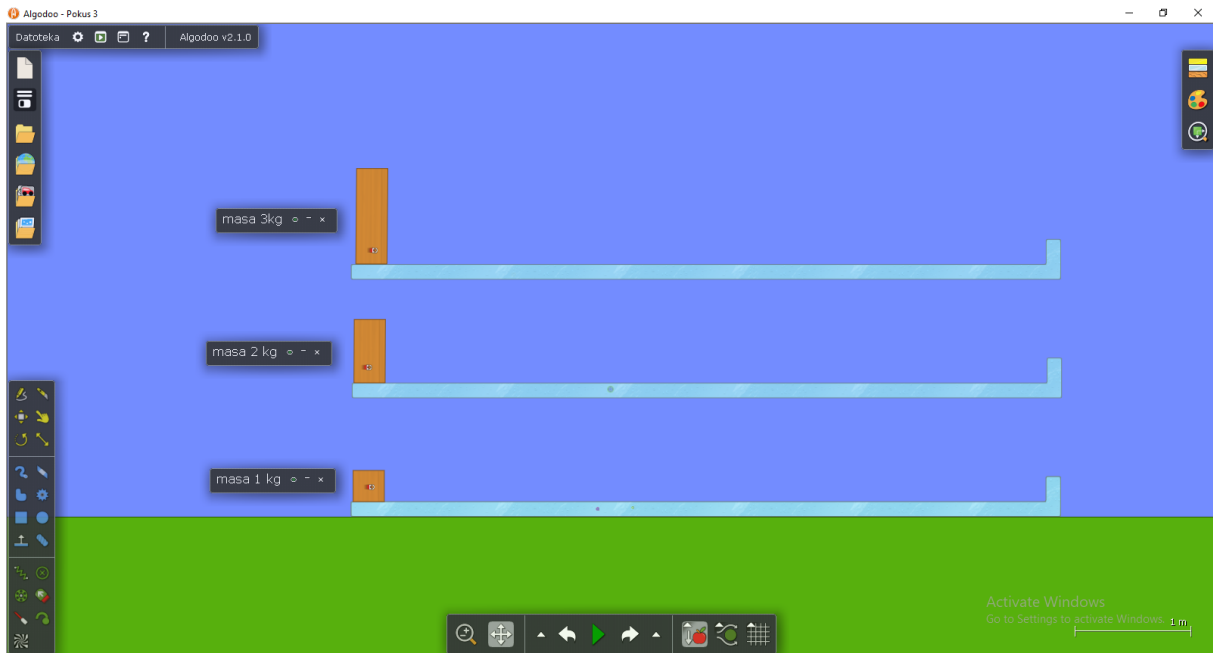 Algodoo - Pokus 3
Datoteka ? Algodoo v2.1.0
masa 3kg
masa 2 kg
masa 1 kg
Activate Windows
Go to Settings to activate Windows.
1 m